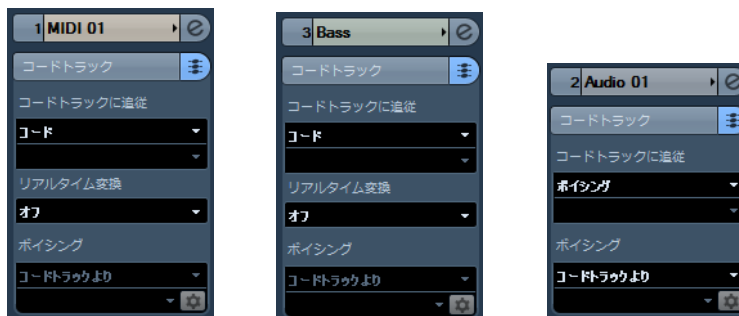 1 MIDI 01
コードトラック
コードトラックに追従
コード
リアルタイム変換
オフ
ボイシング
コードトラックより
3 Bass
コードトラック
コードトラックに追従
コード
リアルタイム変換
オフ
ボイシング
コードトラックより
2 Audio 01
コードトラック
コードトラックに追従
ボイシング
ボイシング
コードトラックより